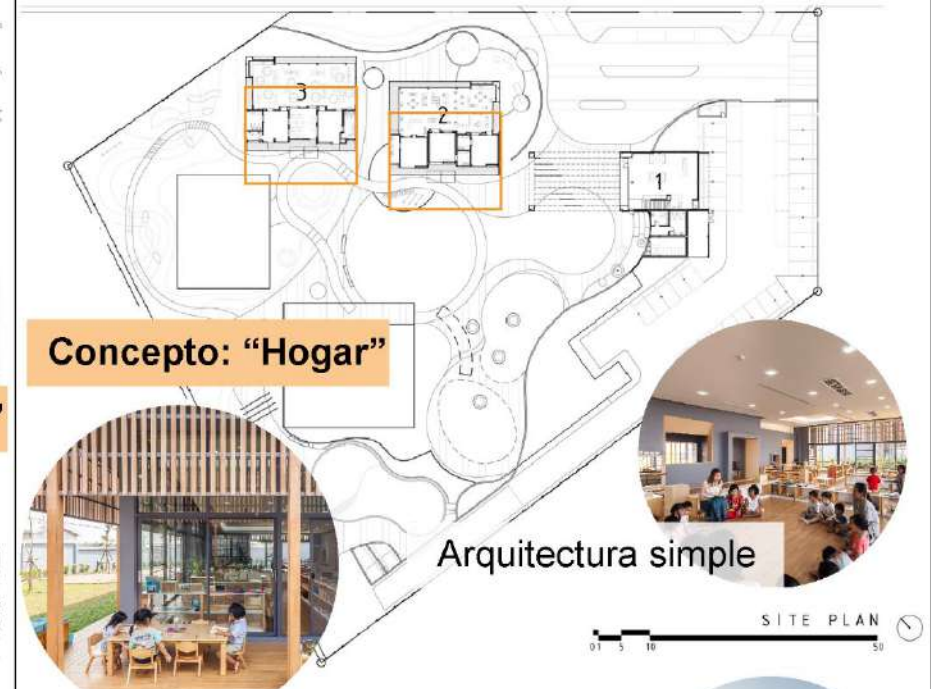 3
2
1
Concepto: “Hogar”
Arquitectura simple
SITE PLAN
0 1 5 10 50